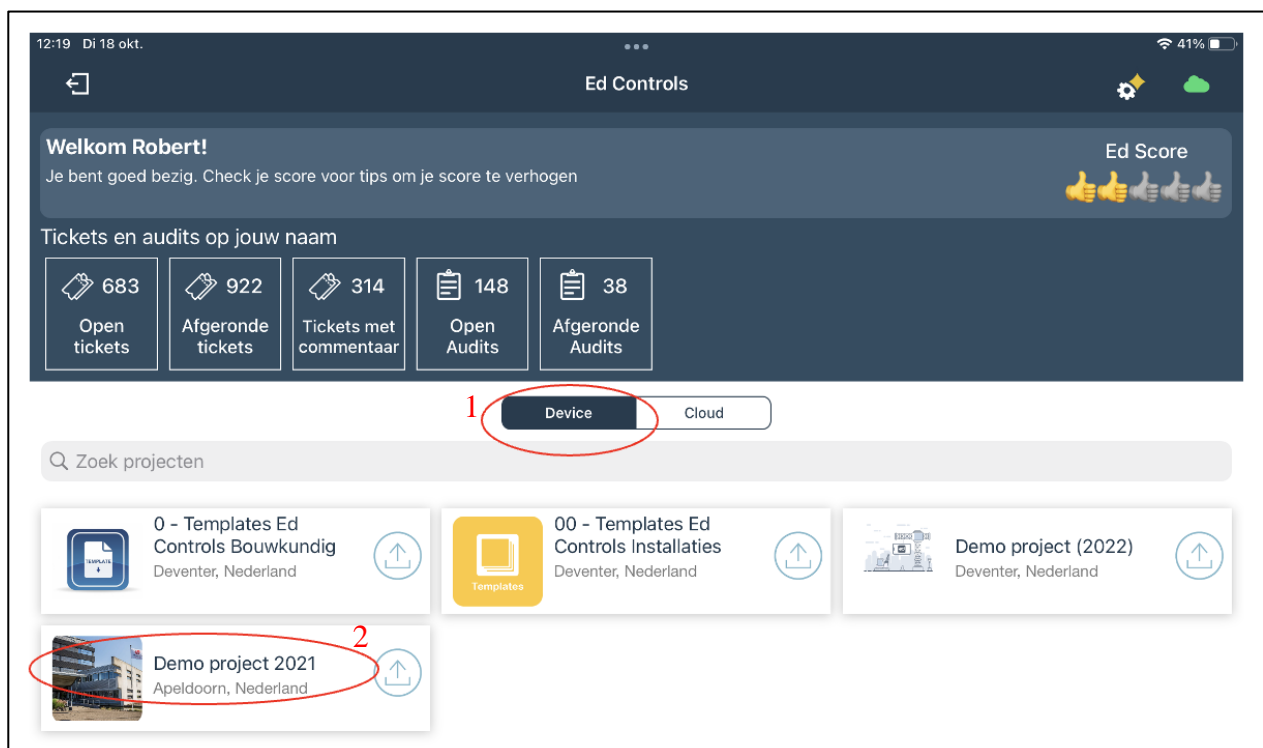 12:19 Di 18 okt.
41%
Ed Controls
Welkom Robert!
Je bent goed bezig. Check je score voor tips om je score te verhogen
Ed Score
Tickets en audits op jouw naam
683
Open
tickets
922
Afgeronde
tickets
314
Tickets met
commentaar
148
Open
Audits
38
Afgeronde
Audits
1
Device
Cloud
Zoek projecten
TEMPLATE
0 - Templates Ed
Controls Bouwkundig
Deventer, Nederland
Templates
00 - Templates Ed
Controls Installaties
Deventer, Nederland
Demo project (2022)
Deventer, Nederland
2
Demo project 2021
Apeldoorn, Nederland